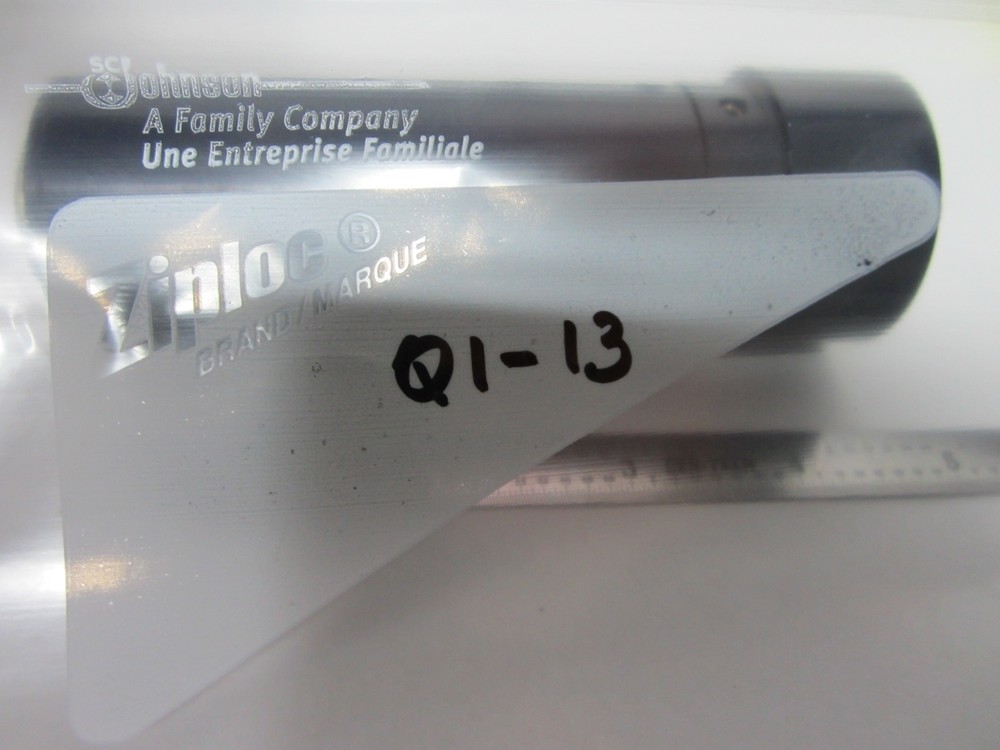 SC Johnson
A Family Company
Une Entreprise Familiale
Ziploc ®
BRAND/MARQUE
Q1-13